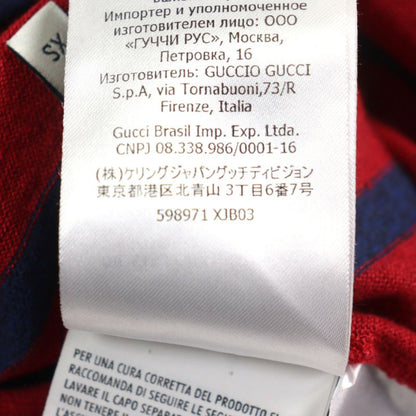 XS
Импортер и уполномоченное
изготовителем лицо: ООО
«ГУЧЧИ РУС», Москва,
Петровка, 16
Изготовитель: GUCCIO GUCCI
S.p.A, via Tornabuoni,73/R
Firenze, Italia
Gucci Brasil Imp. Exp. Ltda.
CNPJ 08.338.986/0001-16
(株)ケリングジャパングッチディビジョン
東京都港区北青山 3丁目6番7号
598971 XJB03
PER UNA CURA CORRETTA DEL PRODOTTO
RACCOMANDA DI SEGUIRE LE
LAVARE IL CAPO
NON TENERE